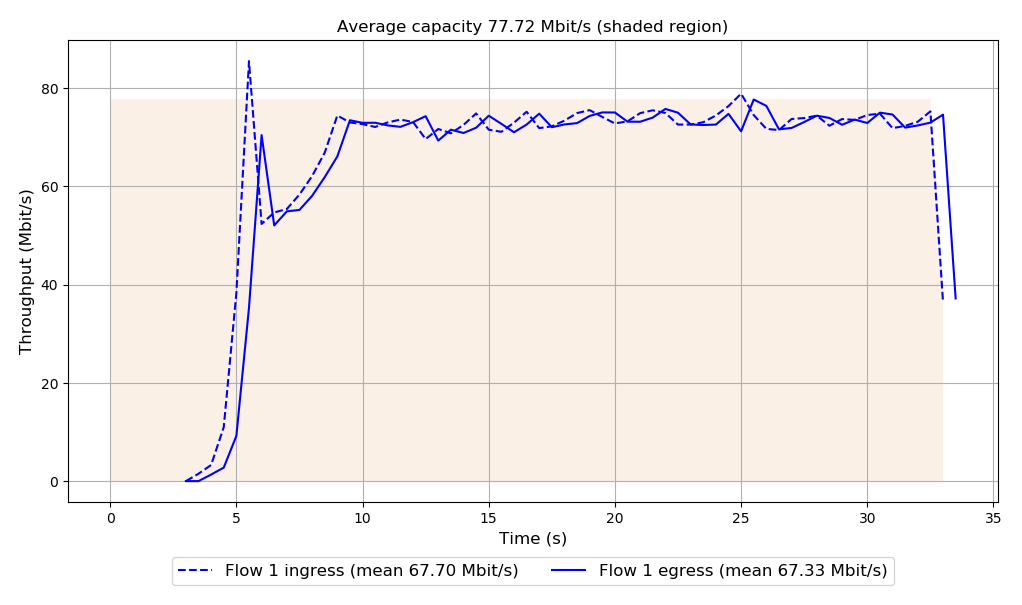 Average capacity 77.72 Mbit/s (shaded region)
80
60
40
20
0
Throughput (Mbit/s)
0 5 10 15 20 25 30 35
Time (s)
Flow 1 ingress (mean 67.70 Mbit/s) Flow 1 egress (mean 67.33 Mbit/s)